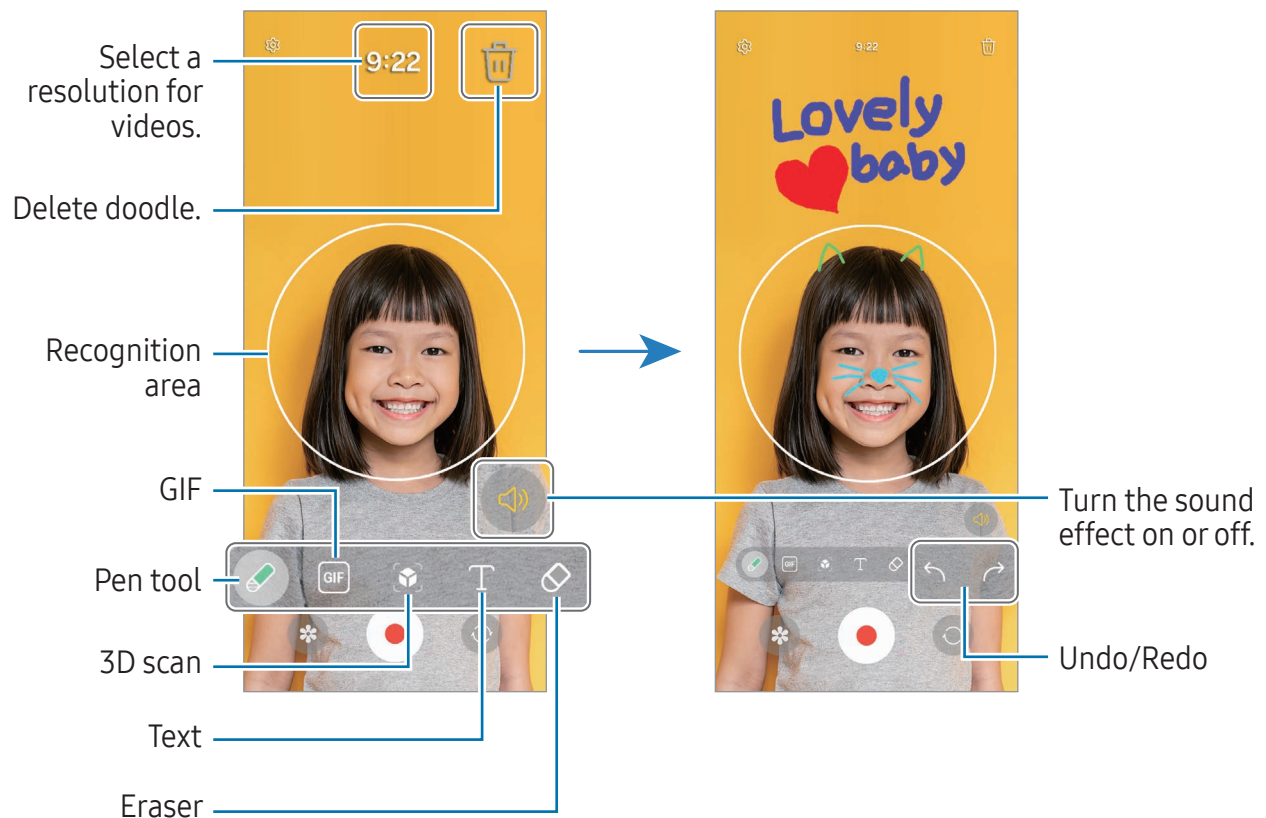 Select a
resolution for
videos.
9:22
Delete doodle.
Recognition
area
GIF
Pen tool
GIF
3D scan
Text
Eraser
9:22
Lovely
baby
GIF
Turn the sound
effect on or off.
Undo/Redo